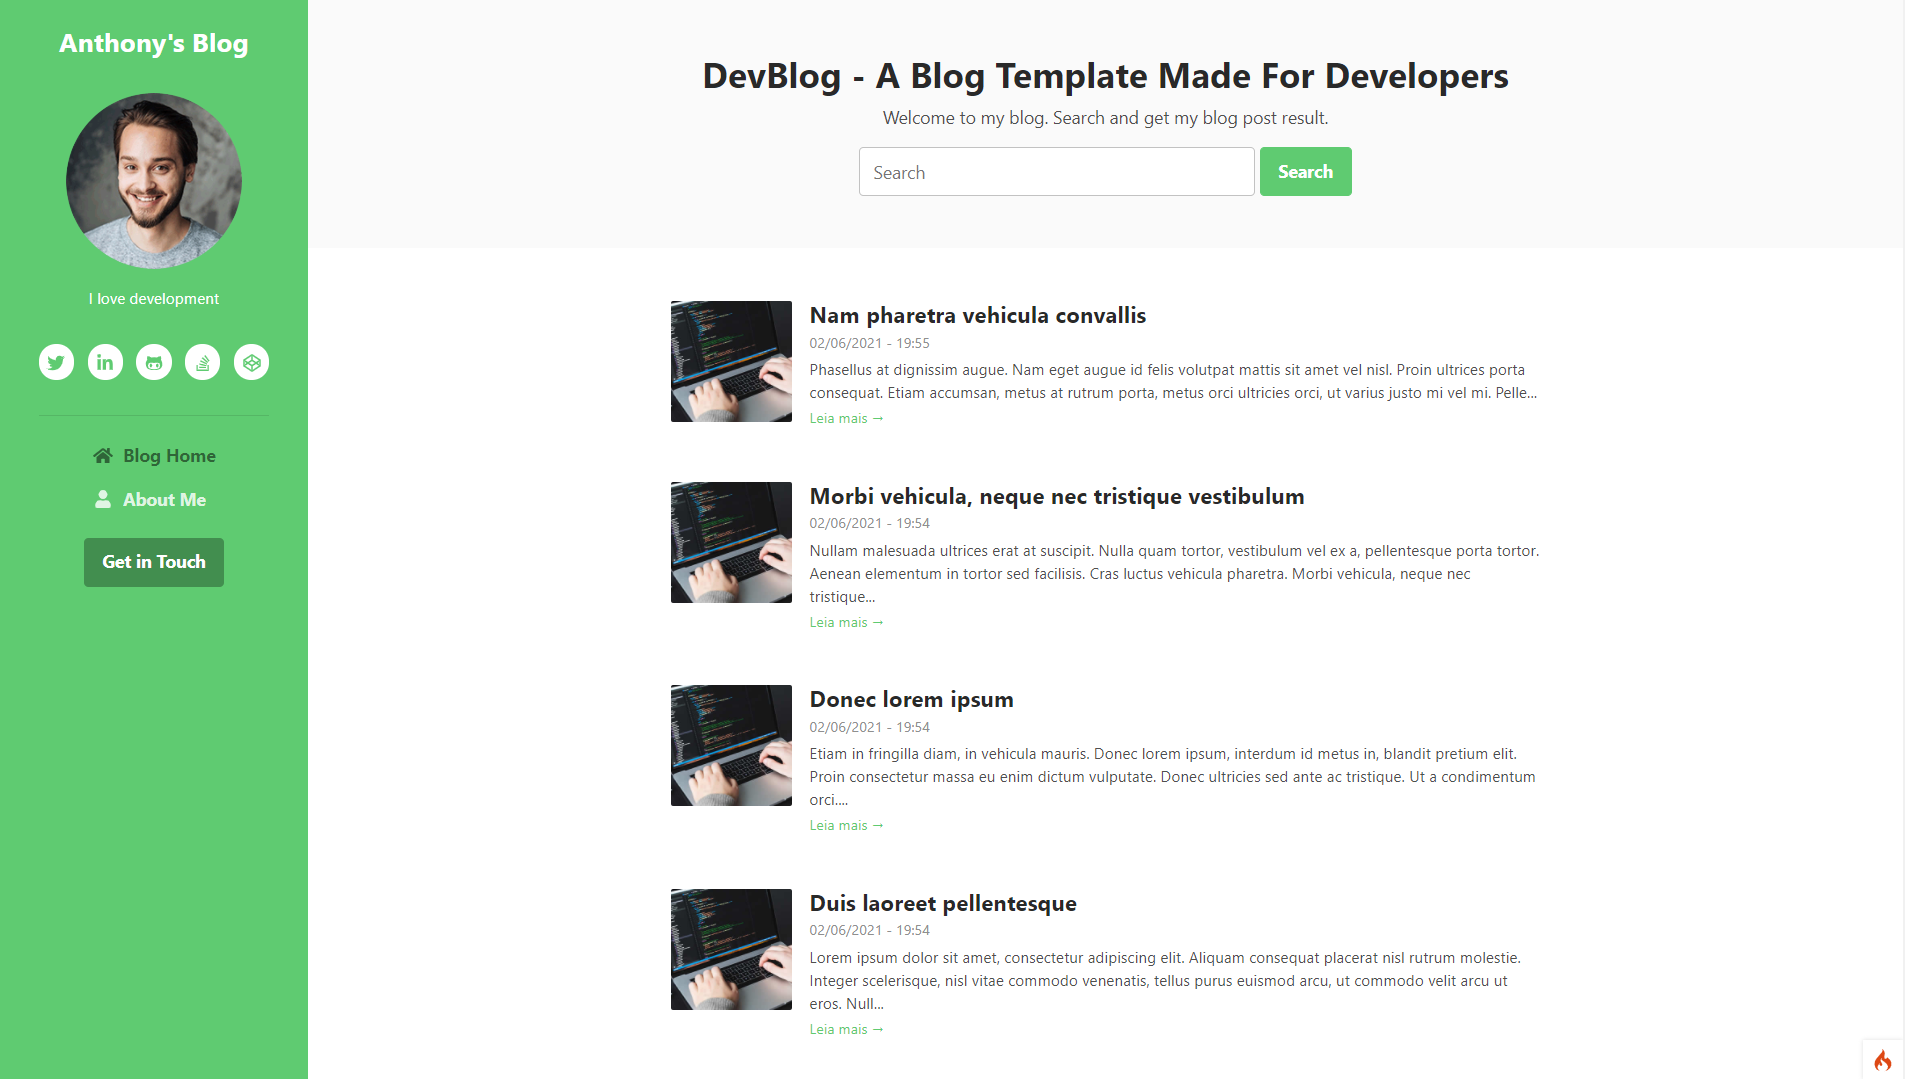 Anthony's Blog
I love development
Blog Home
About Me
Get in Touch
DevBlog - A Blog Template Made For Developers
Welcome to my blog. Search and get my blog post result.
Search
Search
Nam pharetra vehicula convallis
02/06/2021 - 19:55
Phasellus at dignissim augue. Nam eget augue id felis volutpat mattis sit amet vel nisl. Proin ultrices porta
consequat. Etiam accumsan, metus at rutrum porta, metus orci ultricies orci, ut varius justo mi vel mi. Pelle...
Leia mais →
Morbi vehicula, neque nec tristique vestibulum
02/06/2021 - 19:54
Nullam malesuada ultrices erat at suscipit. Nulla quam tortor, vestibulum vel ex a, pellentesque porta tortor.
Aenean elementum in tortor sed facilisis. Cras luctus vehicula pharetra. Morbi vehicula, neque nec
tristique...
Leia mais →
Donec lorem ipsum
02/06/2021 - 19:54
Etiam in fringilla diam, in vehicula mauris. Donec lorem ipsum, interdum id metus in, blandit pretium elit.
Proin consectetur massa eu enim dictum vulputate. Donec ultricies sed ante ac tristique. Ut a condimentum
orci....
Leia mais →
Duis laoreet pellentesque
02/06/2021 - 19:54
Lorem ipsum dolor sit amet, consectetur adipiscing elit. Aliquam consequat placerat nisl rutrum molestie.
Integer scelerisque, nisl vitae commodo venenatis, tellus purus euismod arcu, ut commodo velit arcu ut
eros. Null...
Leia mais →